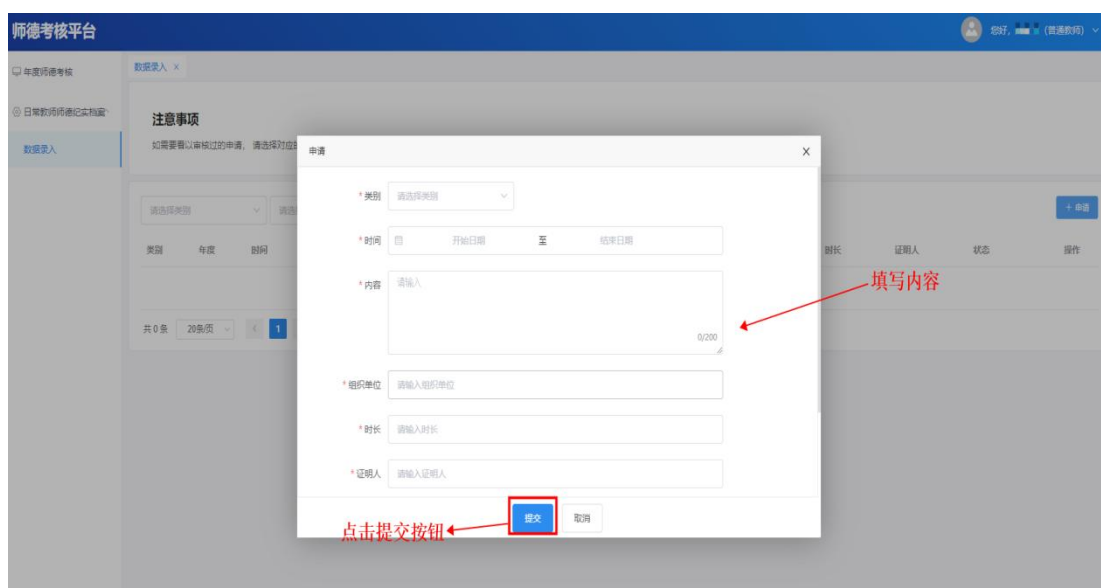 师德考核平台
您好, (普通教师)
年度师德考核
数据录入 ×
日常教师师德纪实档案
注意事项
数据录入
如需要看以审核过的申请, 请选择对应
申请 X
*类别 请选择类别
请选择类别 请选
+ 申请
*时间 开始日期 至 结束日期
类别 年度 时间 时长 证明人 状态 操作
*内容 请输入
填写内容
共0条 20条/页 < 1
0/200
*组织单位 请输入组织单位
*时长 请输入时长
*证明人 请输入证明人
提交 取消
点击提交按钮